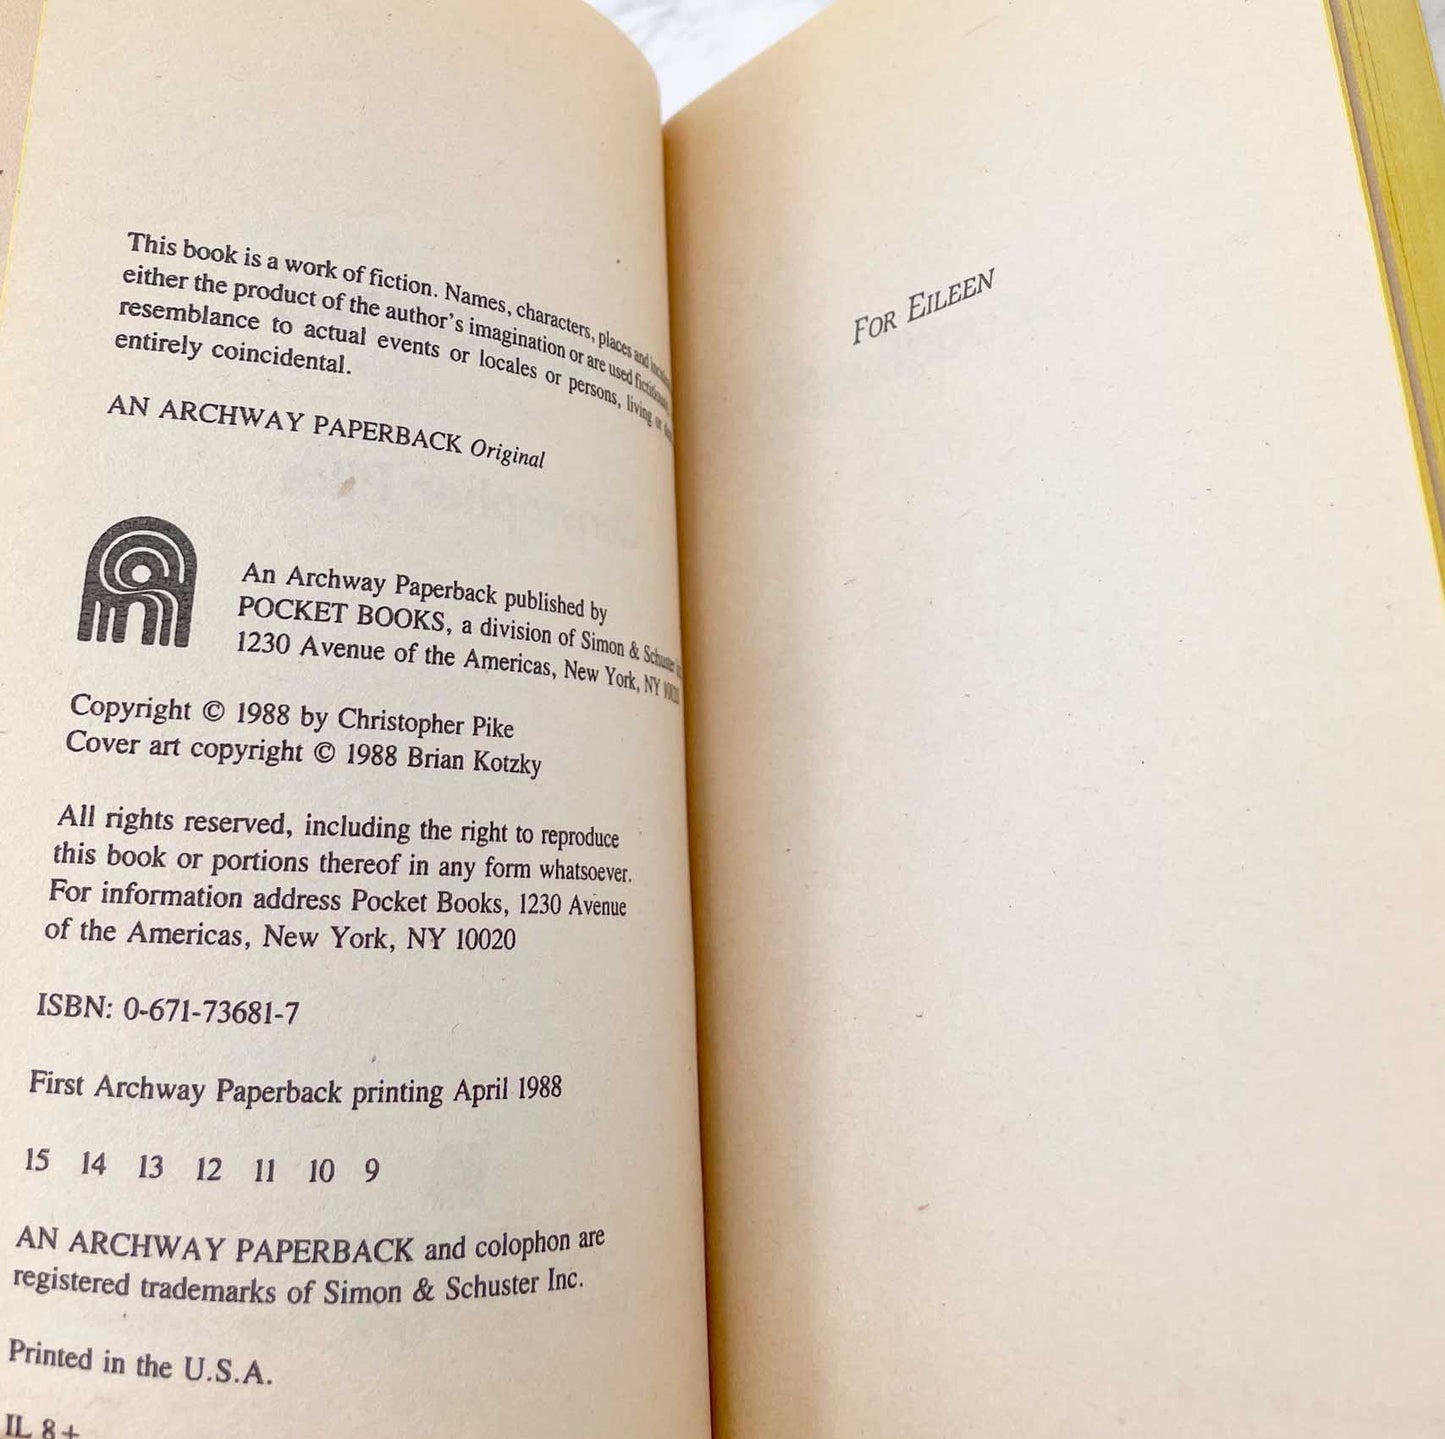 This book is a work of fiction. Names, characters, places and
either the product of the author's imagination or are used
resemblance to actual events or locales or persons, living or
entirely coincidental.
AN ARCHWAY PAPERBACK Original
An Archway Paperback published by
POCKET BOOKS, a division of Simon & Schuster
1230 Avenue of the Americas, New York, NY
Copyright © 1988 by Christopher Pike
Cover art copyright © 1988 Brian Kotzky
All rights reserved, including the right to reproduce
this book or portions thereof in any form whatsoever.
For information address Pocket Books, 1230 Avenue
of the Americas, New York, NY 10020
ISBN: 0-671-73681-7
First Archway Paperback printing April 1988
15 14 13 12 11 10 9
AN ARCHWAY PAPERBACK and colophon are
registered trademarks of Simon & Schuster Inc.
Printed in the U.S.A.
IL 8+
FOR EILEEN